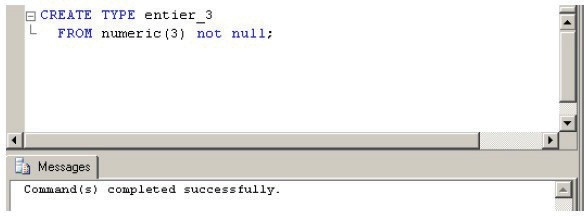 CREATE TYPE entier_3
FROM numeric(3) not null;
Messages
Command(s) completed successfully.